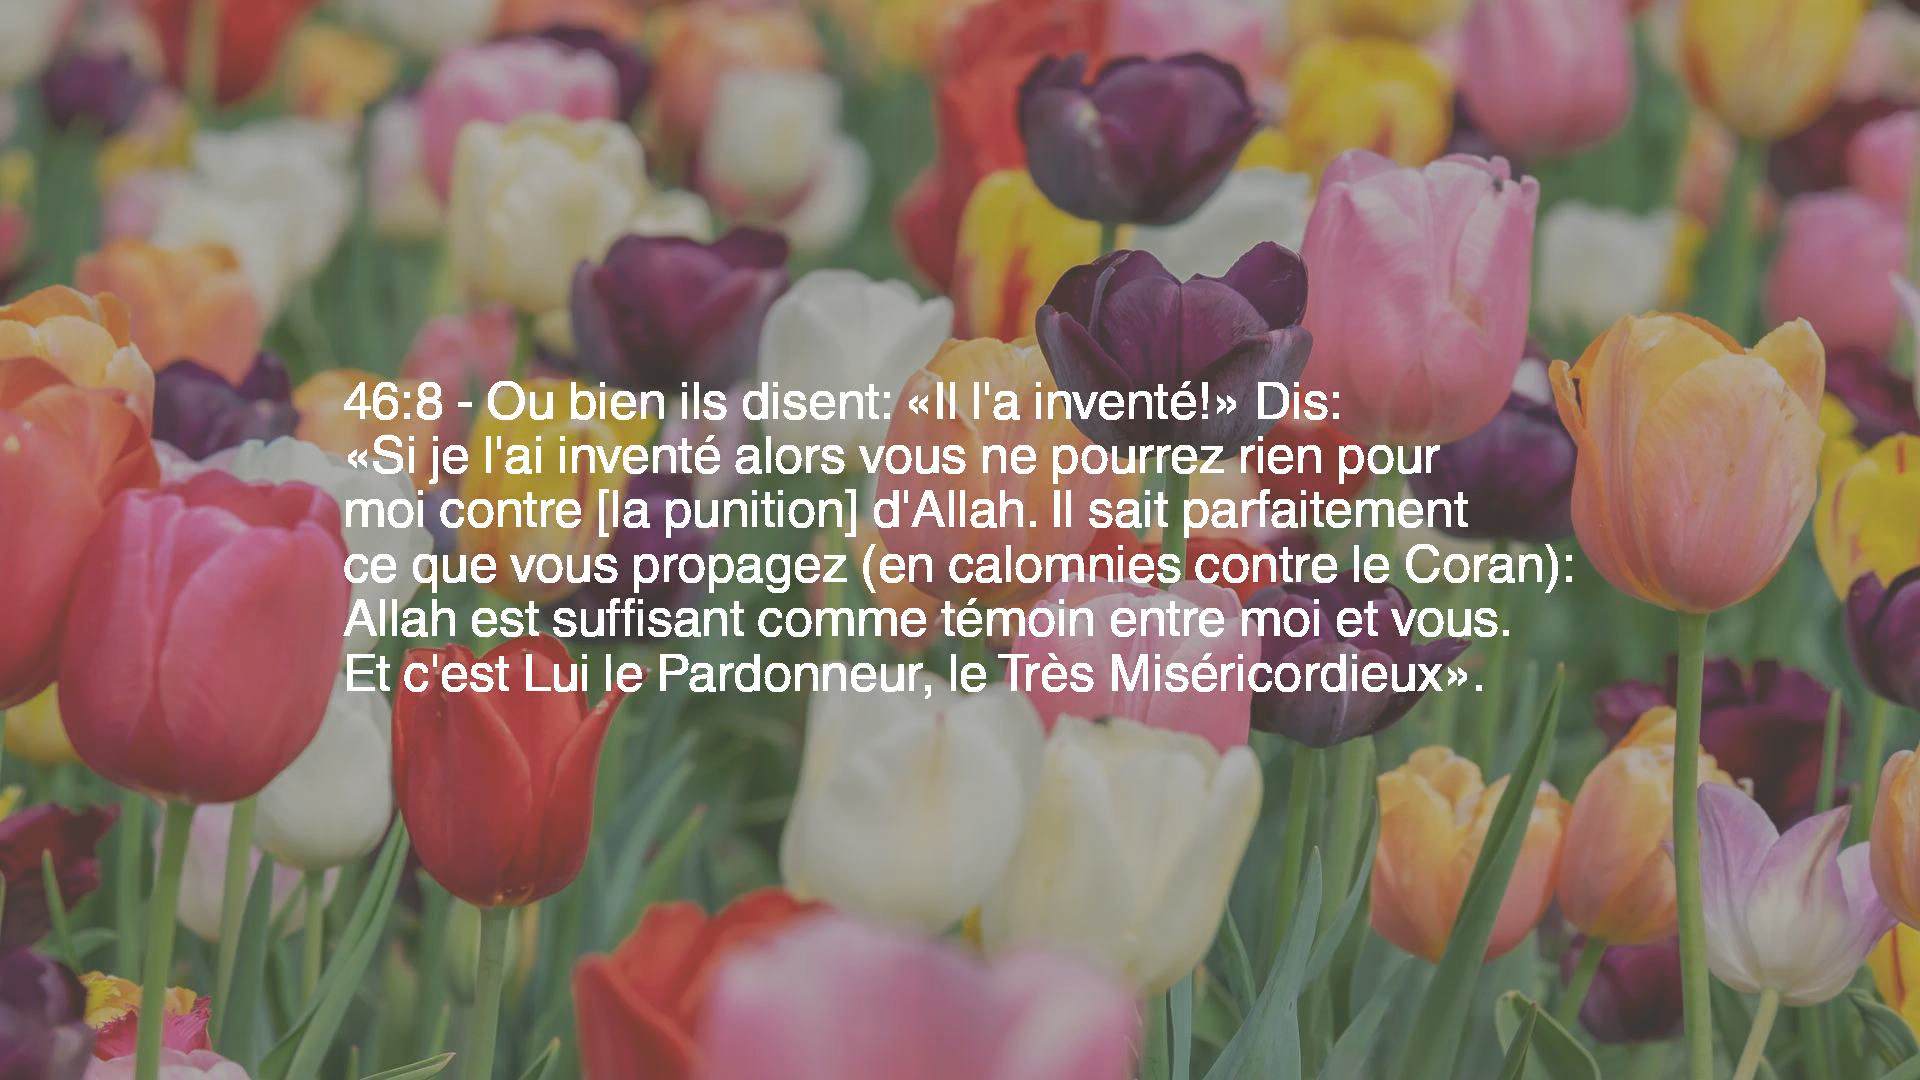 46:8 - Ou bien ils disent: «Il l'a inventé!» Dis:
«Si je l'ai inventé alors vous ne pourrez rien pour
moi contre [la punition] d'Allah. Il sait parfaitement
ce que vous propagez (en calomnies contre le Coran):
Allah est suffisant comme témoin entre moi et vous.
Et c'est Lui le Pardonneur, le Très Miséricordieux».